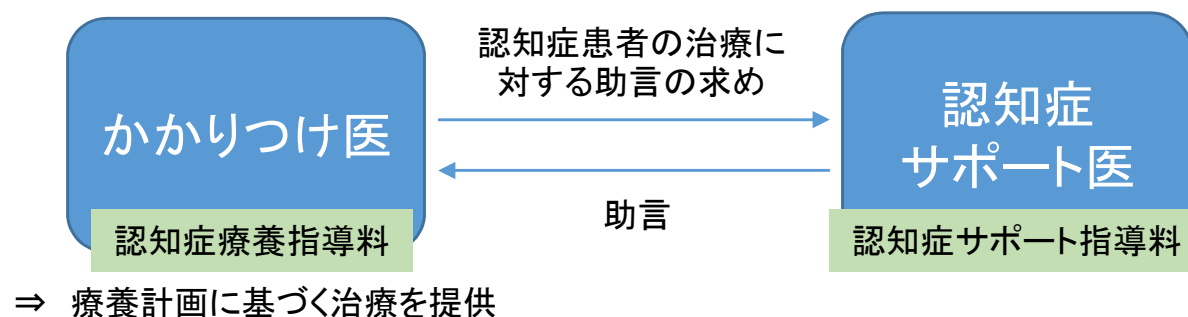 認知症患者の治療に
対する助言の求め
かかりつけ医
認知症
サポート医
助言
認知症療養指導料
認知症サポート指導料
⇒ 療養計画に基づく治療を提供